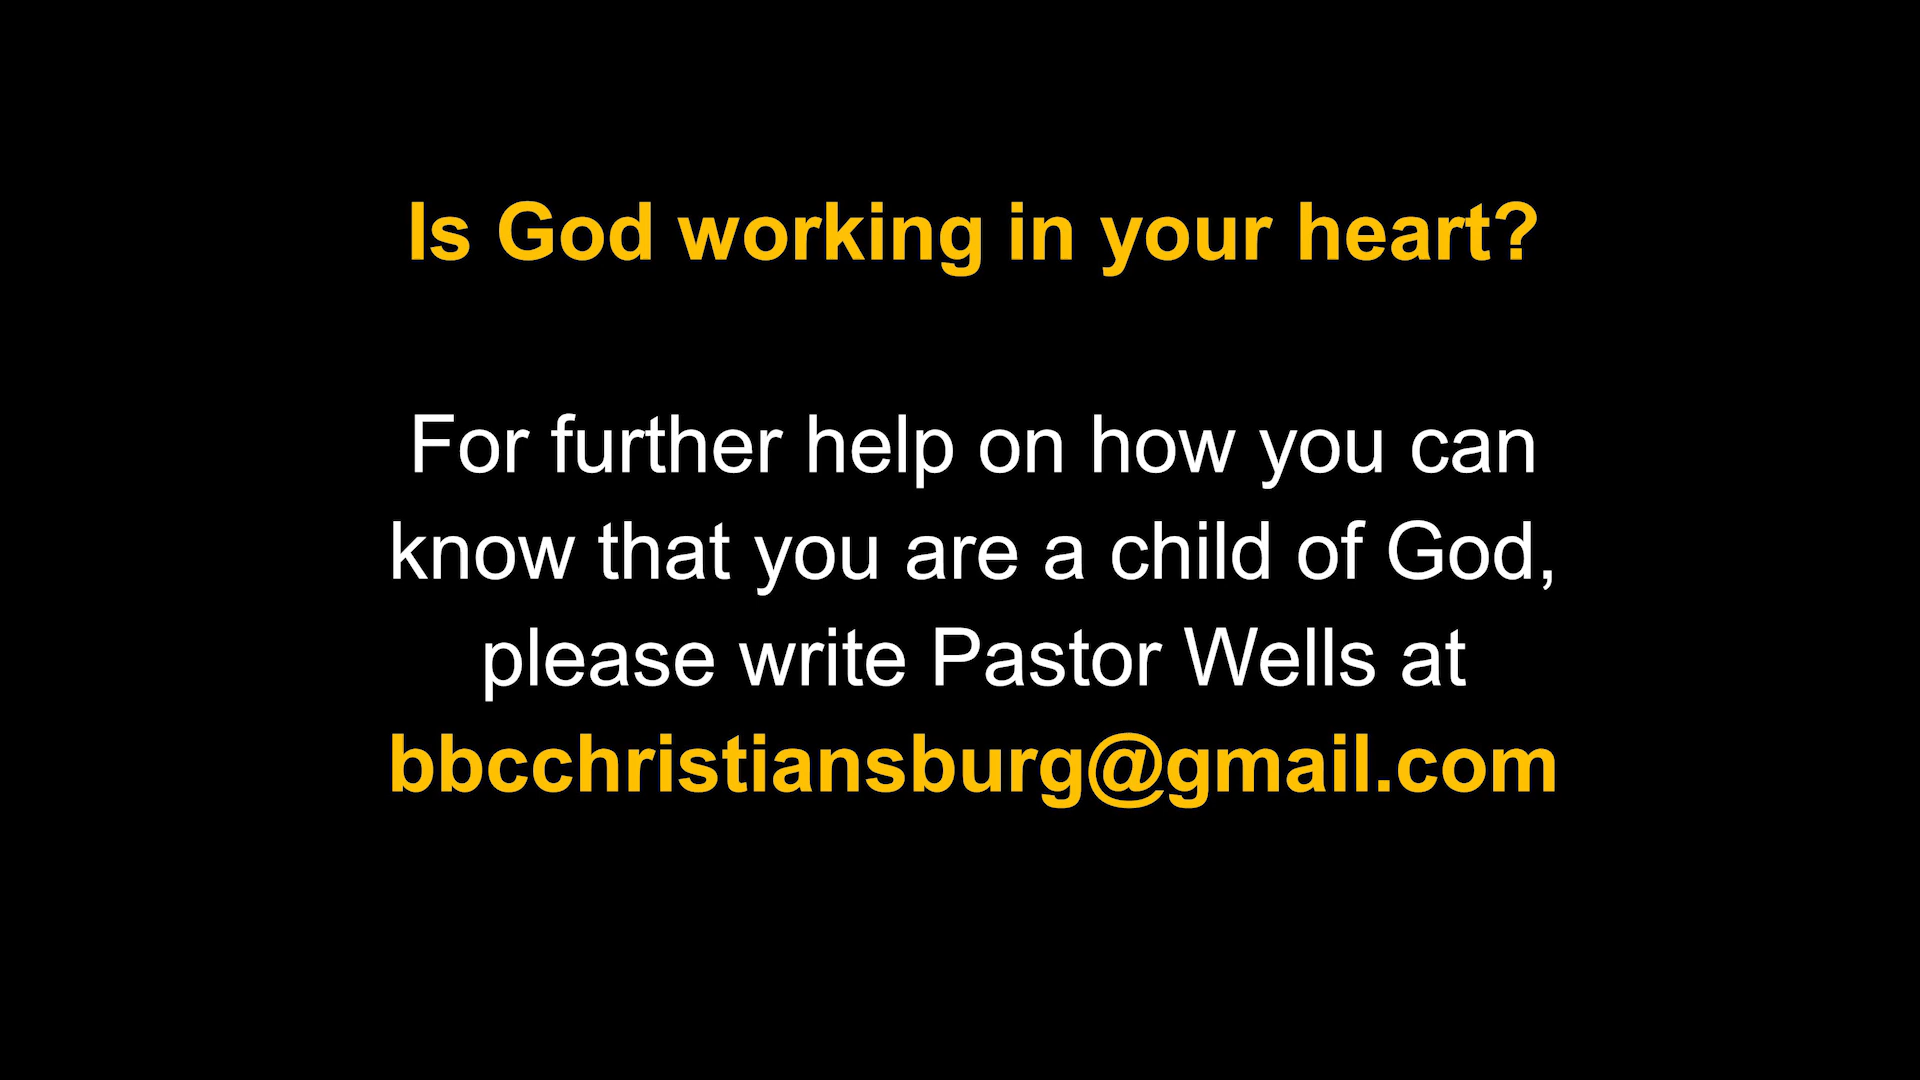 Is God working in your heart?
For further help on how you can
know that you are a child of God,
please write Pastor Wells at
bbcchristiansburg@gmail.com